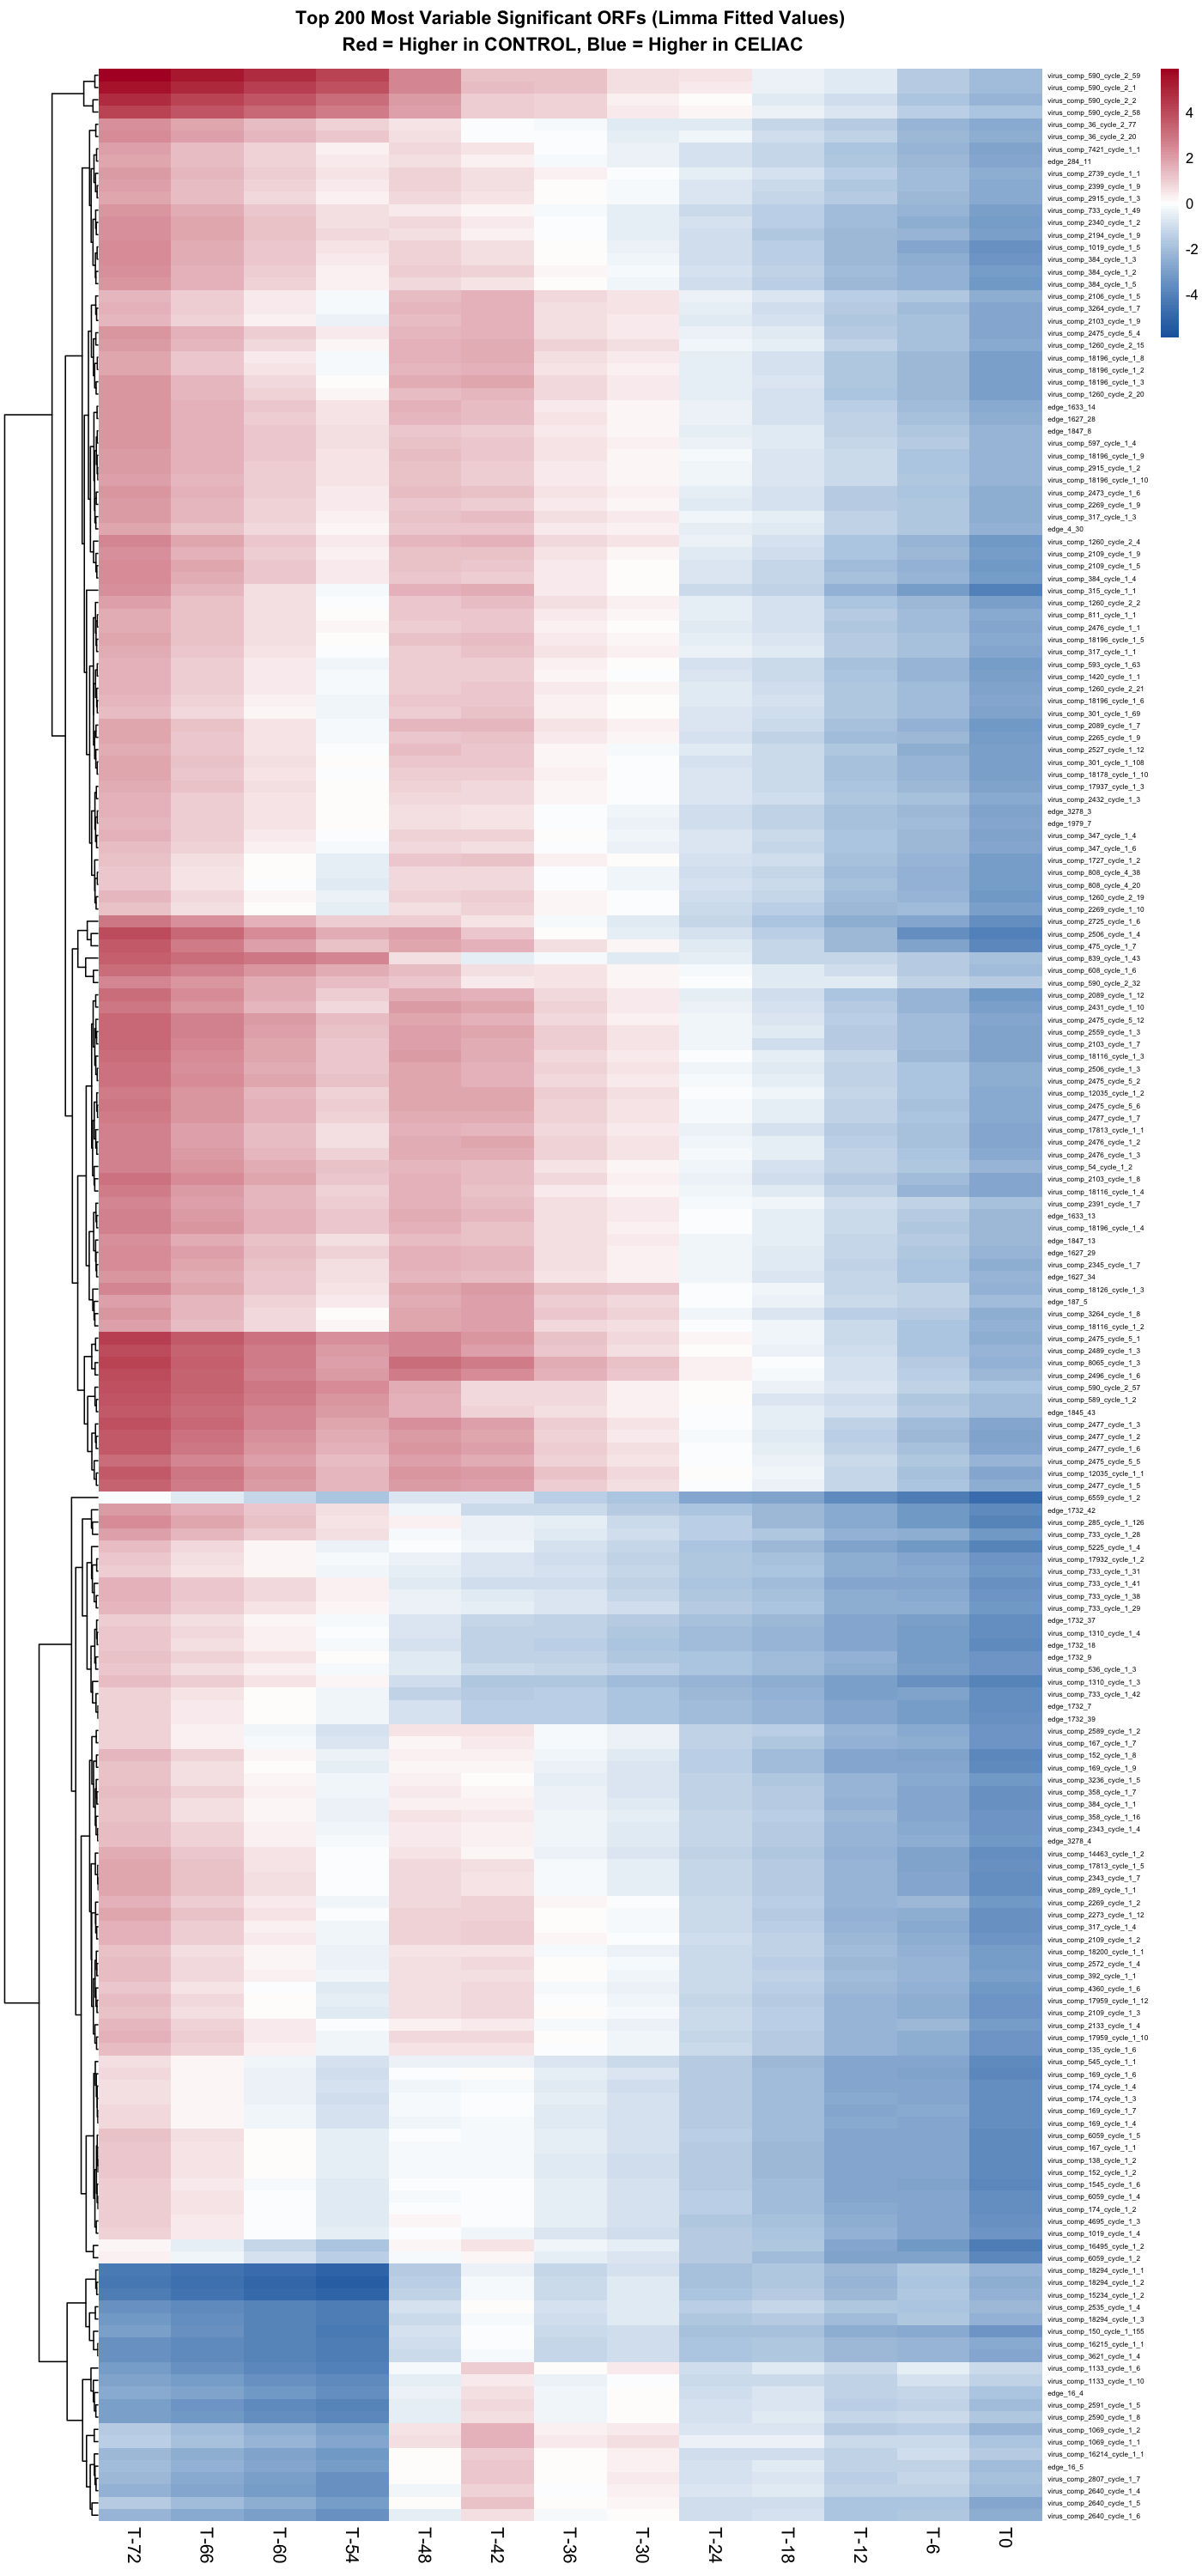 Top 200 Most Variable Significant ORFs (Limma Fitted Values)
Red = Higher in CONTROL, Blue = Higher in CELIAC
4
2
0
-2
-4
virus_comp_590_cycle_2_59
virus_comp_590_cycle_2_1
virus_comp_590_cycle_2_2
virus_comp_590_cycle_2_58
virus_comp_36_cycle_2_77
virus_comp_36_cycle_2_20
virus_comp_7421_cycle_1_1
edge_284_11
virus_comp_2739_cycle_1_1
virus_comp_2399_cycle_1_9
virus_comp_2915_cycle_1_3
virus_comp_733_cycle_1_49
virus_comp_2340_cycle_1_2
virus_comp_2194_cycle_1_9
virus_comp_1019_cycle_1_5
virus_comp_384_cycle_1_3
virus_comp_384_cycle_1_2
virus_comp_384_cycle_1_5
virus_comp_2106_cycle_1_5
virus_comp_3264_cycle_1_7
virus_comp_2103_cycle_1_9
virus_comp_2475_cycle_5_4
virus_comp_1260_cycle_2_15
virus_comp_18196_cycle_1_8
virus_comp_18196_cycle_1_2
virus_comp_18196_cycle_1_3
virus_comp_1260_cycle_2_20
edge_1633_14
edge_1627_28
edge_1847_8
virus_comp_597_cycle_1_4
virus_comp_18196_cycle_1_9
virus_comp_2915_cycle_1_2
virus_comp_18196_cycle_1_10
virus_comp_2473_cycle_1_6
virus_comp_2269_cycle_1_9
virus_comp_317_cycle_1_3
edge_4_30
virus_comp_1260_cycle_2_4
virus_comp_2109_cycle_1_9
virus_comp_2109_cycle_1_5
virus_comp_384_cycle_1_4
virus_comp_315_cycle_1_1
virus_comp_1260_cycle_2_2
virus_comp_811_cycle_1_1
virus_comp_2476_cycle_1_1
virus_comp_18196_cycle_1_5
virus_comp_317_cycle_1_1
virus_comp_593_cycle_1_63
virus_comp_1420_cycle_1_1
virus_comp_1260_cycle_2_21
virus_comp_18196_cycle_1_6
virus_comp_301_cycle_1_69
virus_comp_2089_cycle_1_7
virus_comp_2265_cycle_1_9
virus_comp_2527_cycle_1_12
virus_comp_301_cycle_1_108
virus_comp_18178_cycle_1_10
virus_comp_17937_cycle_1_3
virus_comp_2432_cycle_1_3
edge_3278_3
edge_1979_7
virus_comp_347_cycle_1_4
virus_comp_347_cycle_1_6
virus_comp_1727_cycle_1_2
virus_comp_808_cycle_4_38
virus_comp_808_cycle_4_20
virus_comp_1260_cycle_2_19
virus_comp_2269_cycle_1_10
virus_comp_2725_cycle_1_6
virus_comp_2506_cycle_1_4
virus_comp_475_cycle_1_7
virus_comp_839_cycle_1_43
virus_comp_608_cycle_1_6
virus_comp_590_cycle_2_32
virus_comp_2089_cycle_1_12
virus_comp_2431_cycle_1_10
virus_comp_2475_cycle_5_12
virus_comp_2559_cycle_1_3
virus_comp_2103_cycle_1_7
virus_comp_18116_cycle_1_3
virus_comp_2506_cycle_1_3
virus_comp_2475_cycle_5_2
virus_comp_12035_cycle_1_2
virus_comp_2475_cycle_5_6
virus_comp_2477_cycle_1_7
virus_comp_17813_cycle_1_1
virus_comp_2476_cycle_1_2
virus_comp_2476_cycle_1_3
virus_comp_54_cycle_1_2
virus_comp_2103_cycle_1_8
virus_comp_18116_cycle_1_4
virus_comp_2391_cycle_1_7
edge_1633_13
virus_comp_18196_cycle_1_4
edge_1847_13
edge_1627_29
virus_comp_2345_cycle_1_7
edge_1627_34
virus_comp_18126_cycle_1_3
edge_187_5
virus_comp_3264_cycle_1_8
virus_comp_18116_cycle_1_2
virus_comp_2475_cycle_5_1
virus_comp_2489_cycle_1_3
virus_comp_8065_cycle_1_3
virus_comp_2496_cycle_1_6
virus_comp_590_cycle_2_57
virus_comp_589_cycle_1_2
edge_1845_43
virus_comp_2477_cycle_1_3
virus_comp_2477_cycle_1_2
virus_comp_2477_cycle_1_6
virus_comp_2475_cycle_5_5
virus_comp_12035_cycle_1_1
virus_comp_2477_cycle_1_5
virus_comp_6559_cycle_1_2
edge_1732_42
virus_comp_285_cycle_1_126
virus_comp_733_cycle_1_28
virus_comp_5225_cycle_1_4
virus_comp_17932_cycle_1_2
virus_comp_733_cycle_1_31
virus_comp_733_cycle_1_41
virus_comp_733_cycle_1_38
virus_comp_733_cycle_1_29
edge_1732_37
virus_comp_1310_cycle_1_4
edge_1732_18
edge_1732_9
virus_comp_536_cycle_1_3
virus_comp_1310_cycle_1_3
virus_comp_733_cycle_1_42
edge_1732_7
edge_1732_39
virus_comp_2589_cycle_1_2
virus_comp_167_cycle_1_7
virus_comp_152_cycle_1_8
virus_comp_169_cycle_1_9
virus_comp_3236_cycle_1_5
virus_comp_358_cycle_1_7
virus_comp_384_cycle_1_1
virus_comp_358_cycle_1_16
virus_comp_2343_cycle_1_4
edge_3278_4
virus_comp_14463_cycle_1_2
virus_comp_17813_cycle_1_5
virus_comp_2343_cycle_1_7
virus_comp_289_cycle_1_1
virus_comp_2269_cycle_1_2
virus_comp_2273_cycle_1_12
virus_comp_317_cycle_1_4
virus_comp_2109_cycle_1_2
virus_comp_18200_cycle_1_1
virus_comp_2572_cycle_1_4
virus_comp_392_cycle_1_1
virus_comp_4360_cycle_1_6
virus_comp_17959_cycle_1_12
virus_comp_2109_cycle_1_3
virus_comp_2133_cycle_1_4
virus_comp_17959_cycle_1_10
virus_comp_135_cycle_1_6
virus_comp_545_cycle_1_1
virus_comp_169_cycle_1_6
virus_comp_174_cycle_1_4
virus_comp_174_cycle_1_3
virus_comp_169_cycle_1_7
virus_comp_169_cycle_1_4
virus_comp_6059_cycle_1_5
virus_comp_167_cycle_1_1
virus_comp_138_cycle_1_2
virus_comp_152_cycle_1_2
virus_comp_1545_cycle_1_6
virus_comp_6059_cycle_1_4
virus_comp_174_cycle_1_2
virus_comp_4695_cycle_1_3
virus_comp_1019_cycle_1_4
virus_comp_16495_cycle_1_2
virus_comp_6059_cycle_1_2
virus_comp_18294_cycle_1_1
virus_comp_18294_cycle_1_2
virus_comp_15234_cycle_1_2
virus_comp_2535_cycle_1_4
virus_comp_18294_cycle_1_3
virus_comp_150_cycle_1_155
virus_comp_16215_cycle_1_1
virus_comp_3621_cycle_1_4
virus_comp_1133_cycle_1_6
virus_comp_1133_cycle_1_10
edge_16_4
virus_comp_2591_cycle_1_5
virus_comp_2590_cycle_1_8
virus_comp_1069_cycle_1_2
virus_comp_1069_cycle_1_1
virus_comp_16214_cycle_1_1
edge_16_5
virus_comp_2807_cycle_1_7
virus_comp_2640_cycle_1_4
virus_comp_2640_cycle_1_5
virus_comp_2640_cycle_1_6
T-72
T-66
T-60
T-54
T-48
T-42
T-36
T-30
T-24
T-18
T-12
T-6
T0